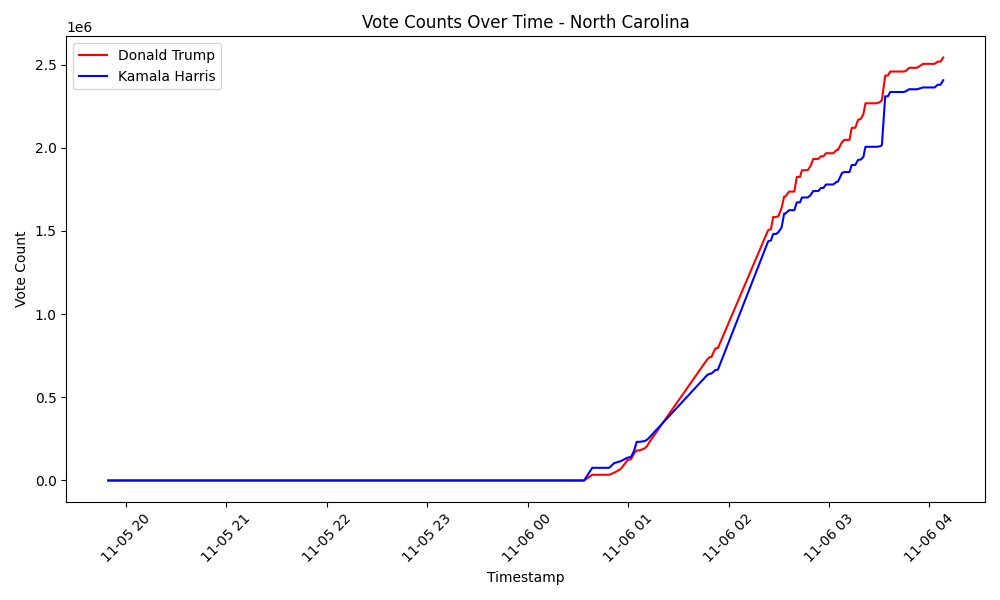 Vote Counts Over Time - North Carolina
1e6
Donald Trump
Kamala Harris
2.5
2.0
1.5
1.0
0.5
0.0
Vote Count
11-05 20
11-05 21
11-05 22
11-05 23
11-06 00
11-06 01
11-06 02
11-06 03
11-06 04
Timestamp